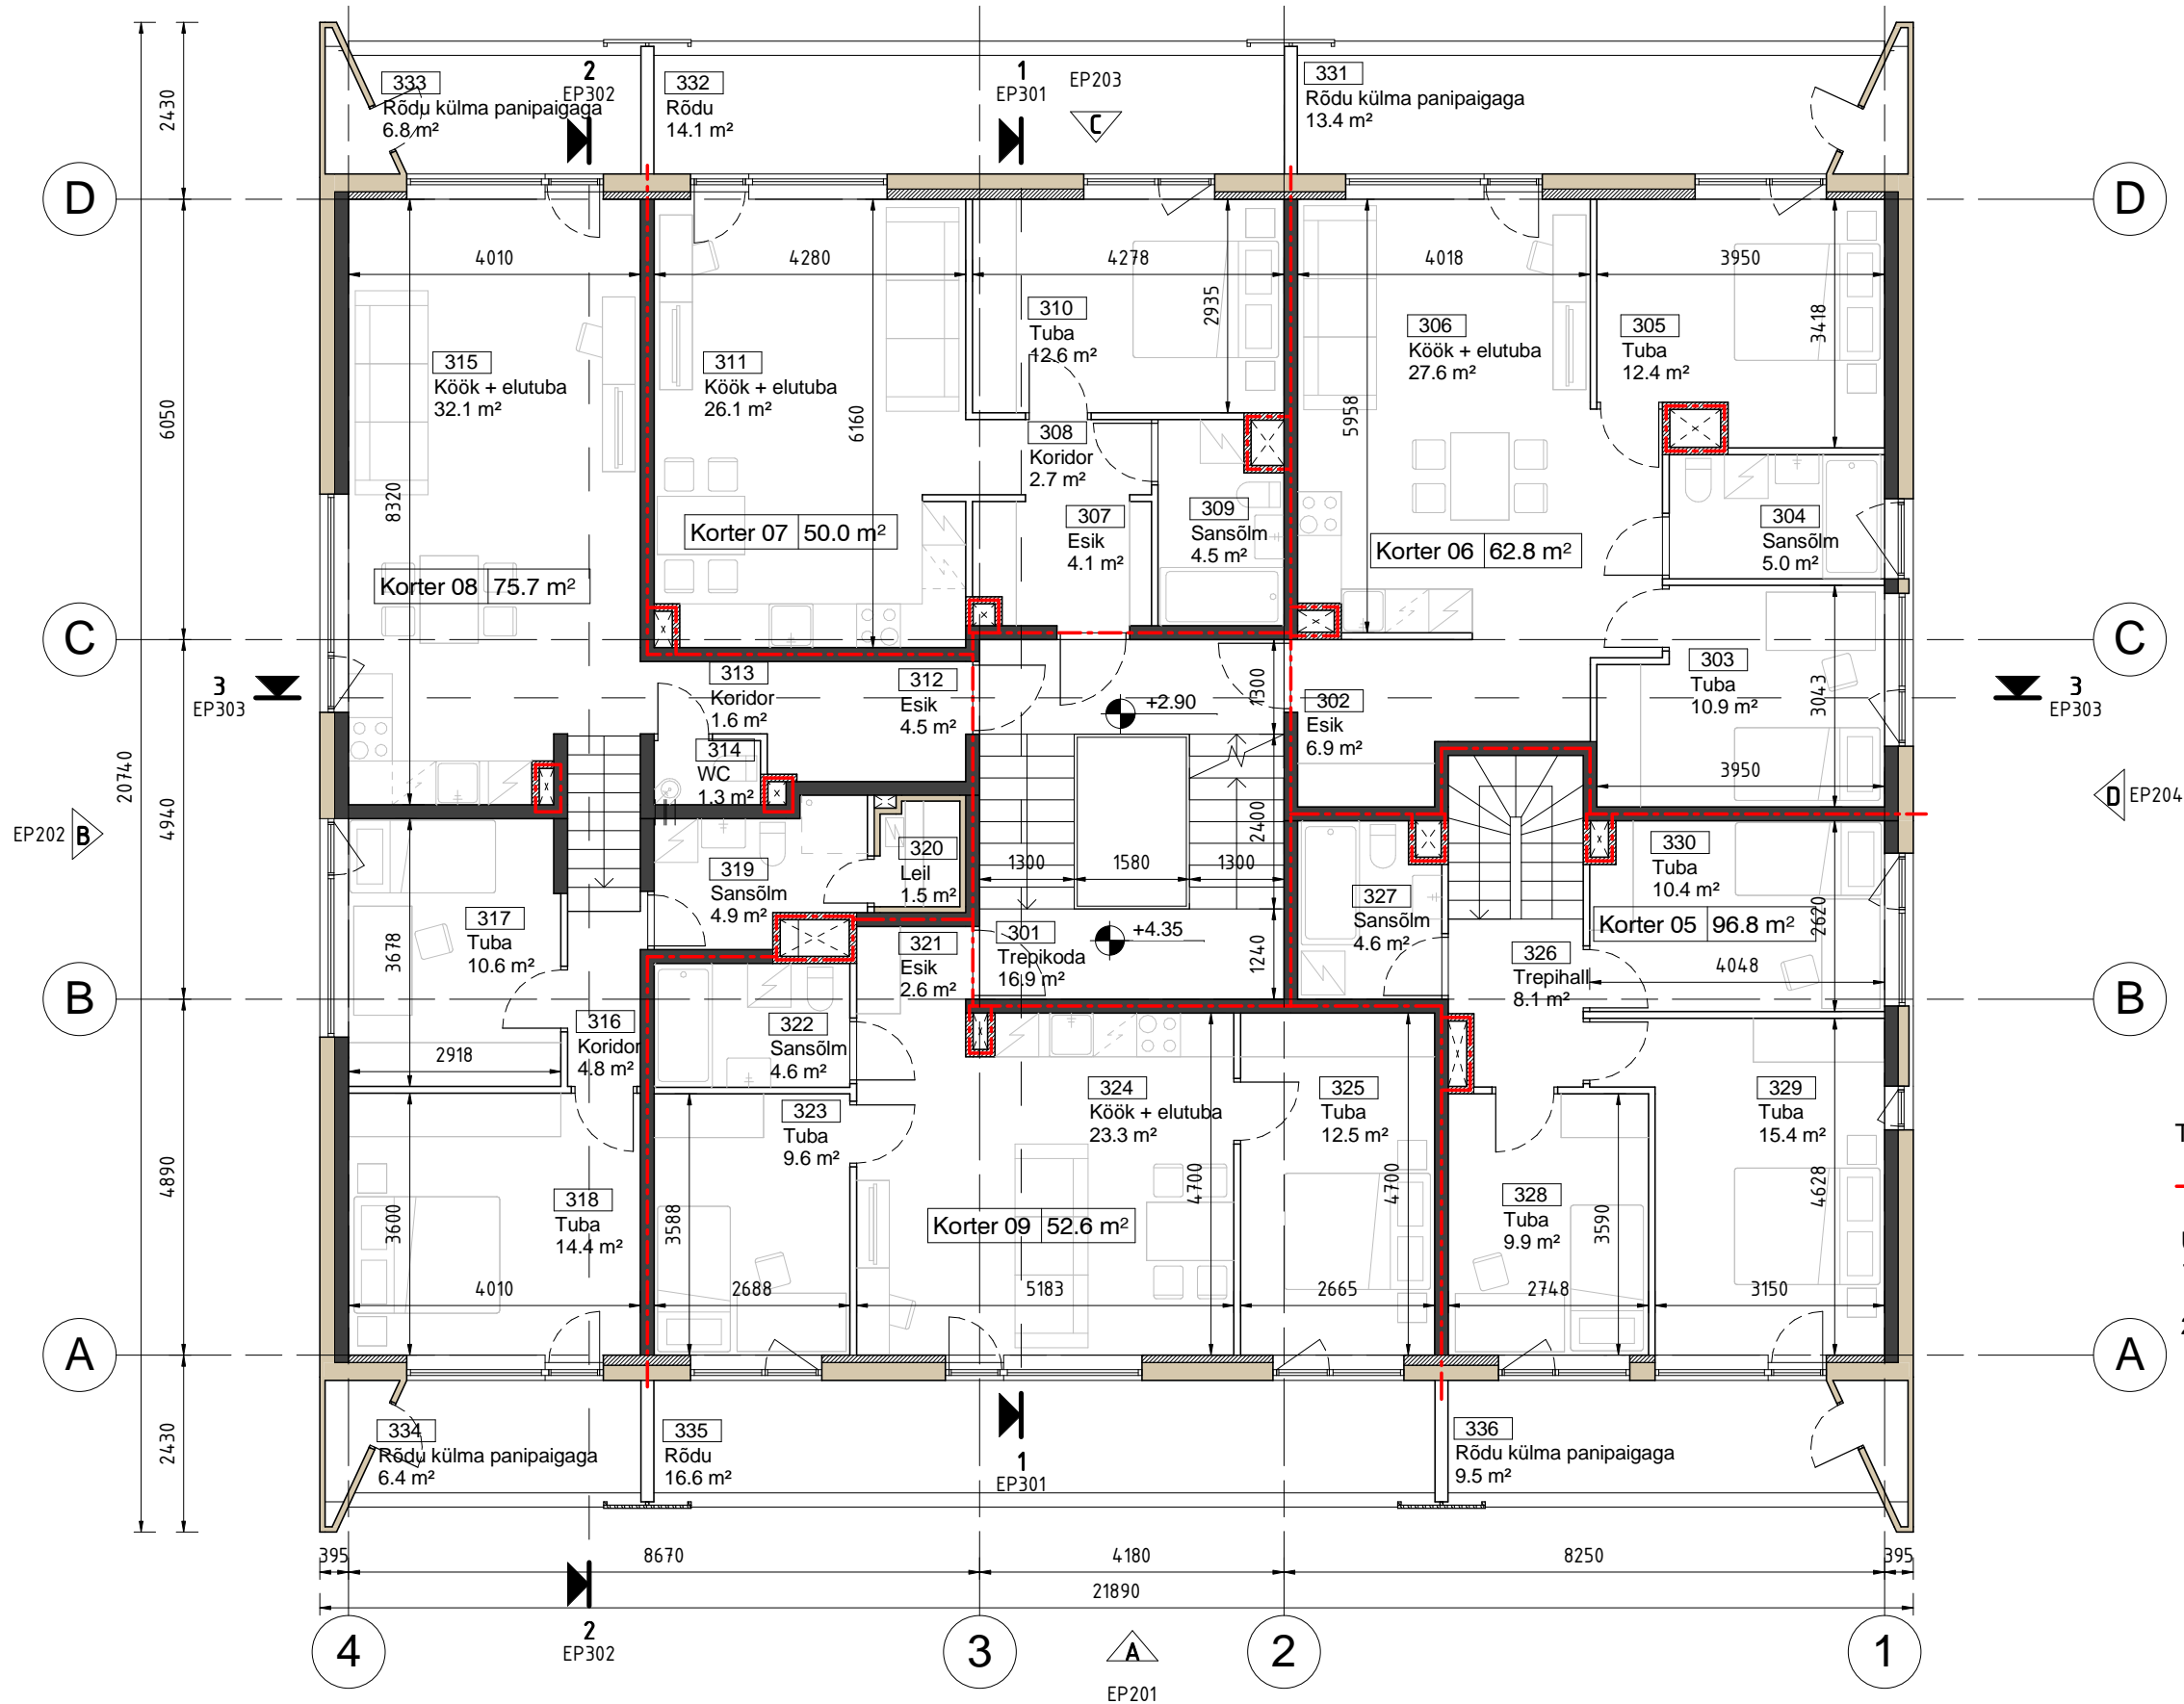 333
Rõdu külma panipaigaga
6.8 m²
2
EP302
332
Rõdu
14.1 m²
1
EP301
EP203
C
331
Rõdu külma panipaigaga
13.4 m²
2430
D
D
4010
4280
4278
4018
3950
2935
3418
310
Tuba
12.6 m²
306
Köök + elutuba
27.6 m²
305
Tuba
12.4 m²
315
Köök + elutuba
32.1 m²
311
Köök + elutuba
26.1 m²
6050
8320
6160
5958
308
Koridor
2.7 m²
307
Esik
4.1 m²
309
Sansõlm
4.5 m²
304
Sansõlm
5.0 m²
Korter 07 50.0 m²
Korter 06 62.8 m²
Korter 08 75.7 m²
C
C
3
EP303
3
EP303
313
Koridor
1.6 m²
312
Esik
4.5 m²
+2.90
1300
302
Esik
6.9 m²
303
Tuba
10.9 m²
3043
314
WC
1.3 m²
3950
20740
4940
EP202 B
D EP204
2400
1300
1580
1300
320
Leil
1.5 m²
319
Sansõlm
4.9 m²
330
Tuba
10.4 m²
327
Sansõlm
4.6 m²
Korter 05 96.8 m²
2620
317
Tuba
10.6 m²
3678
321
Esik
2.6 m²
301
Trepikoda
16.9 m²
+4.35
1240
326
Trepihall
8.1 m²
4048
B
B
316
Koridor
4.8 m²
2918
322
Sansõlm
4.6 m²
323
Tuba
9.6 m²
324
Köök + elutuba
23.3 m²
325
Tuba
12.5 m²
329
Tuba
15.4 m²
4890
318
Tuba
14.4 m²
3600
3588
4700
4700
328
Tuba
9.9 m²
3590
4628
Korter 09 52.6 m²
4010
2688
5183
2665
2748
3150
A
A
334
Rõdu külma panipaigaga
6.4 m²
335
Rõdu
16.6 m²
1
EP301
336
Rõdu külma panipaigaga
9.5 m²
2430
395
8670
4180
8250
395
21890
4
2
EP302
3
A
EP201
2
1